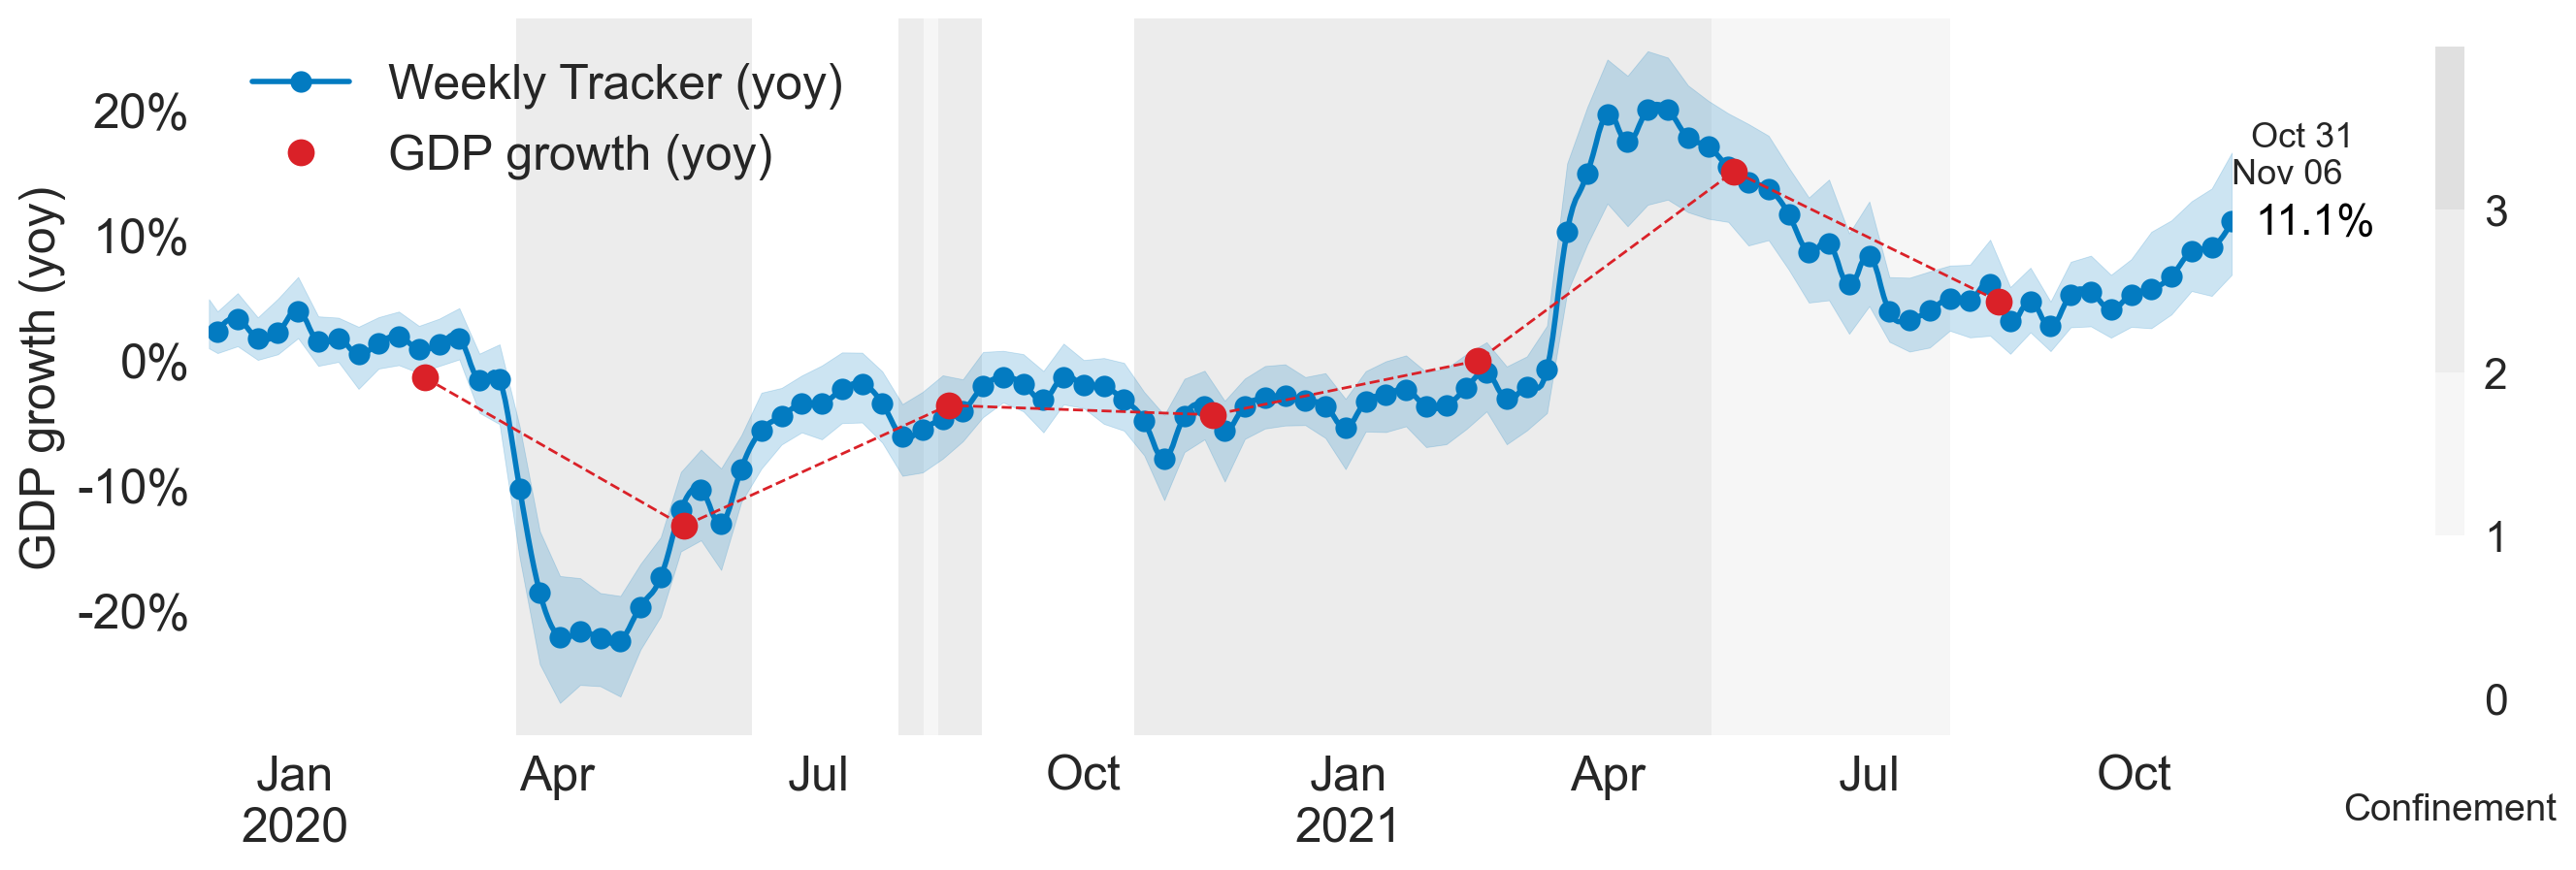 Weekly Tracker (yoy)
GDP growth (yoy)
GDP growth (yoy)
20%
10%
0%
-10%
-20%
Jan
2020
Apr
Jul
Oct
Jan
2021
Apr
Jul
Oct
Oct 31
Nov 06
11.1%
3
2
1
0
Confinement